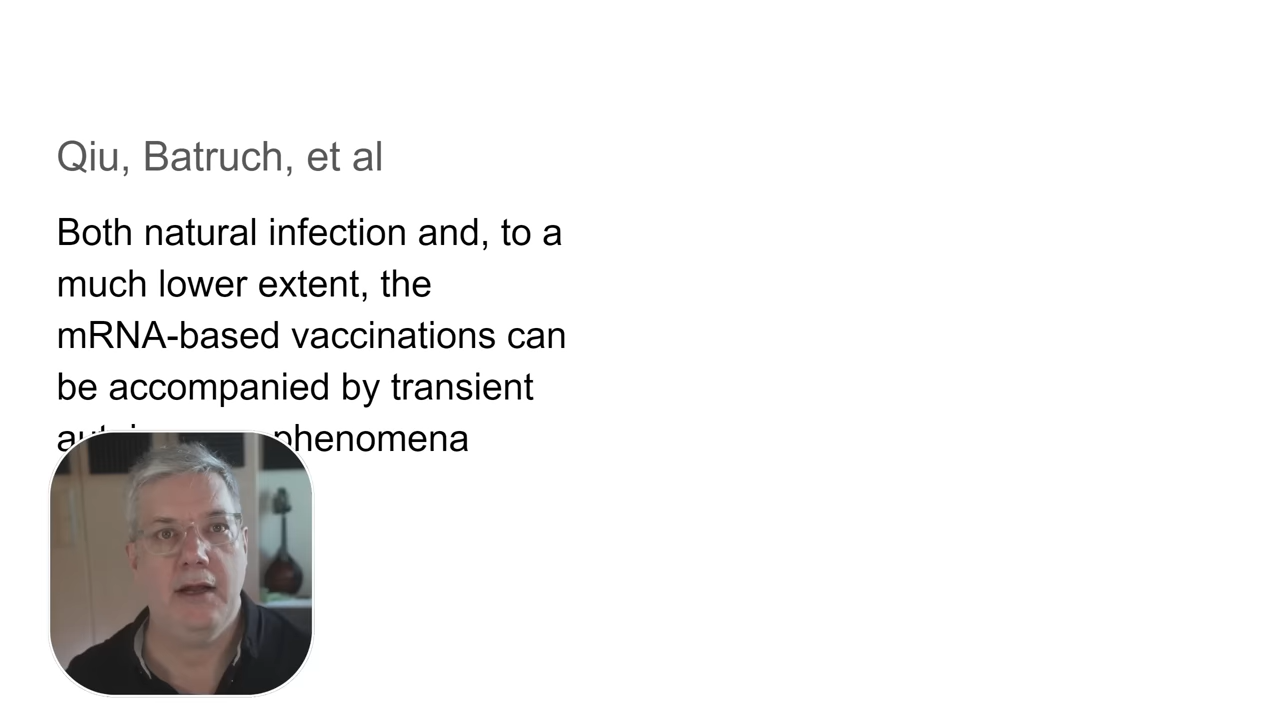 Qiu, Batruch, et al
Both natural infection and, to a
much lower extent, the
mRNA-based vaccinations can
be accompanied by transient
phenomena